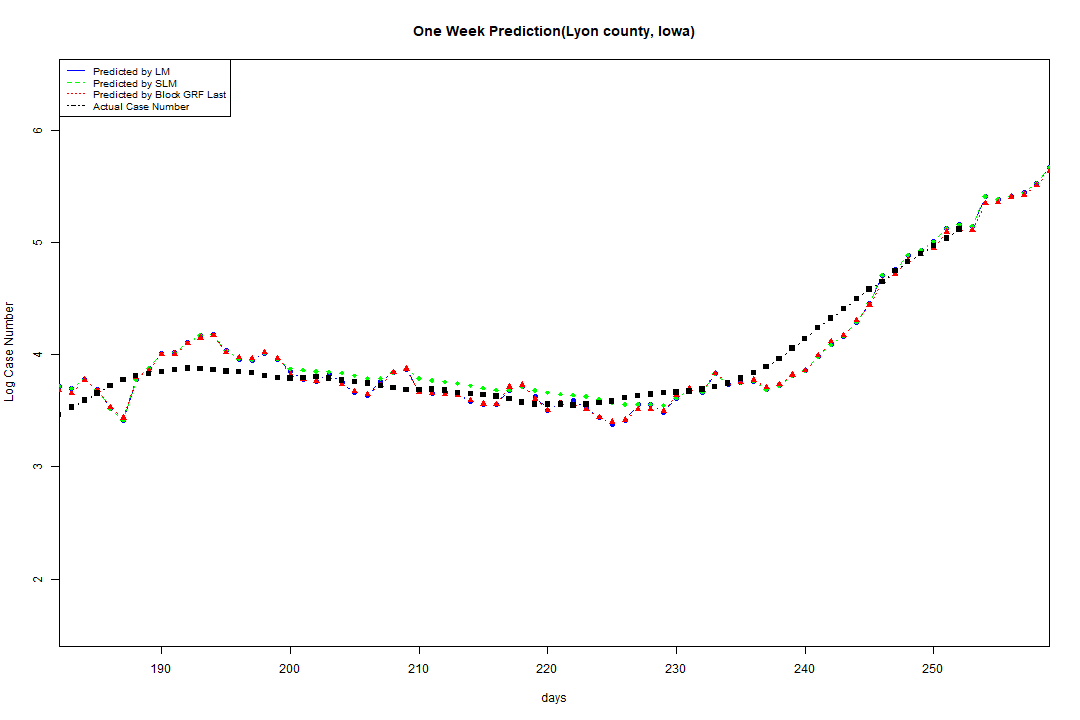 One Week Prediction(Lyon county, Iowa)
Predicted by LM
Predicted by SLM
Predicted by Block GRF Last
Actual Case Number
6
5
4
3
2
Log Case Number
190 200 210 220 230 240 250
days